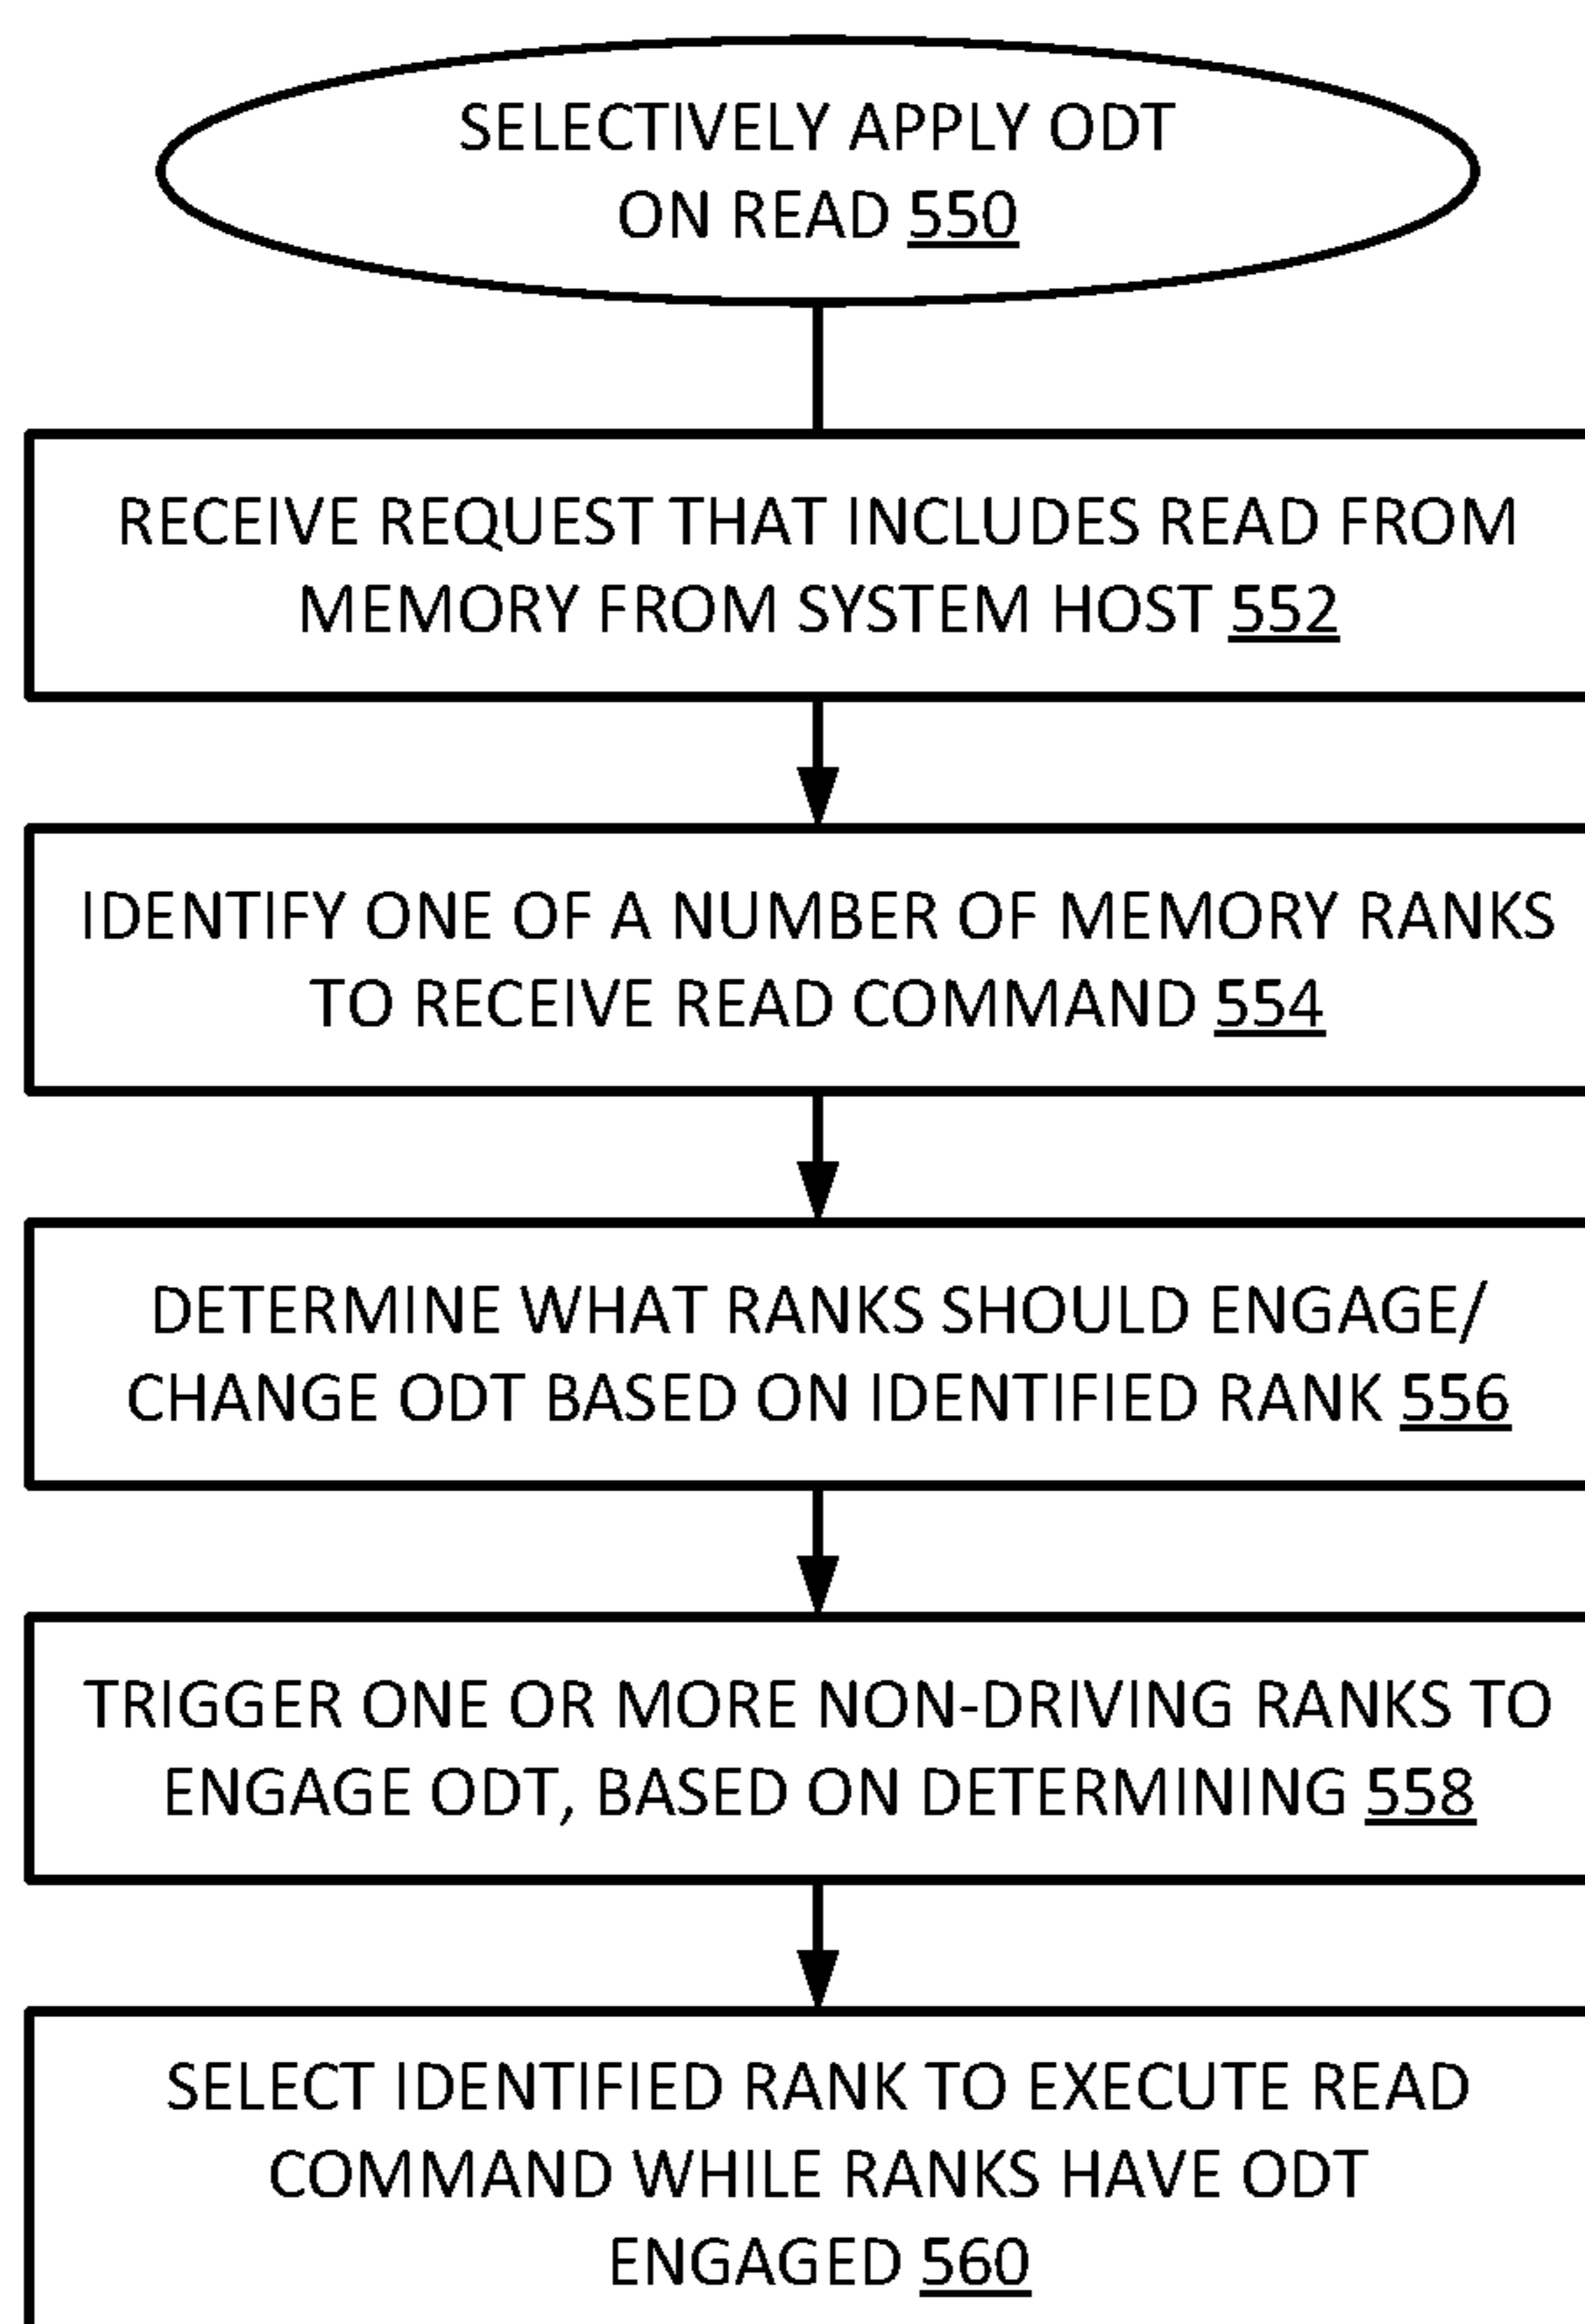 SELECTIVELY APPLY ODT
ON READ 550
RECEIVE REQUEST THAT INCLUDES READ FROM
MEMORY FROM SYSTEM HOST 552
IDENTIFY ONE OF A NUMBER OF MEMORY RANKS
TO RECEIVE READ COMMAND 554
DETERMINE WHAT RANKS SHOULD ENGAGE/
CHANGE ODT BASED ON IDENTIFIED RANK 556
TRIGGER ONE OR MORE NON-DRIVING RANKS TO
ENGAGE ODT, BASED ON DETERMINING 558
SELECT IDENTIFIED RANK TO EXECUTE READ
COMMAND WHILE RANKS HAVE ODT
ENGAGED 560